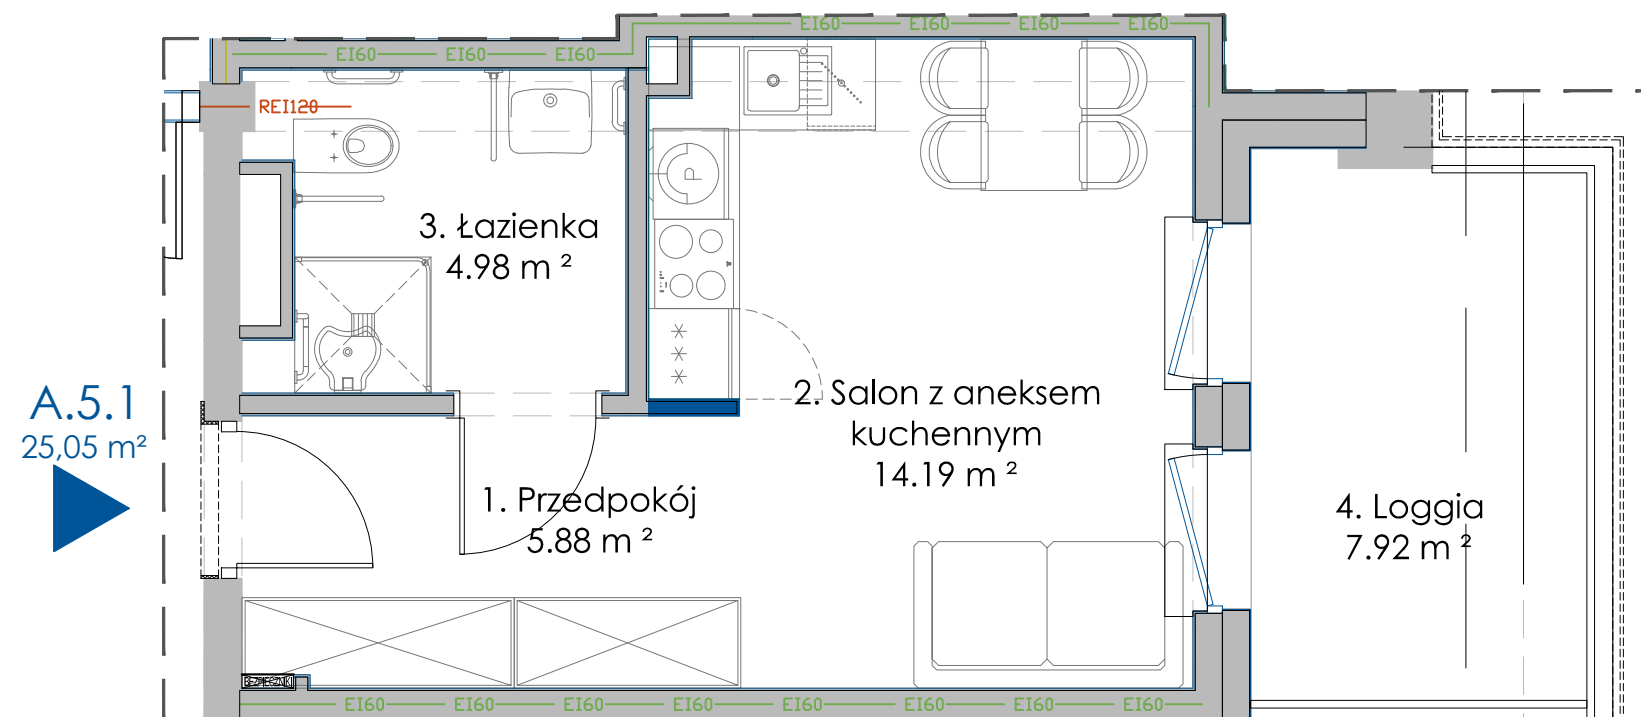 EI60 EI60 EI60 EI60
EI60 EI60 EI60
REI120
P
3. Łazienka
4.98 m ²
A.5.1
25,05 m²
2. Salon z aneksem
kuchennym
14.19 m ²
1. Przedpokój
5.88 m ²
4. Loggia
7.92 m ²
EI60 EI60 EI60 EI60 EI60 EI60 EI60 EI60